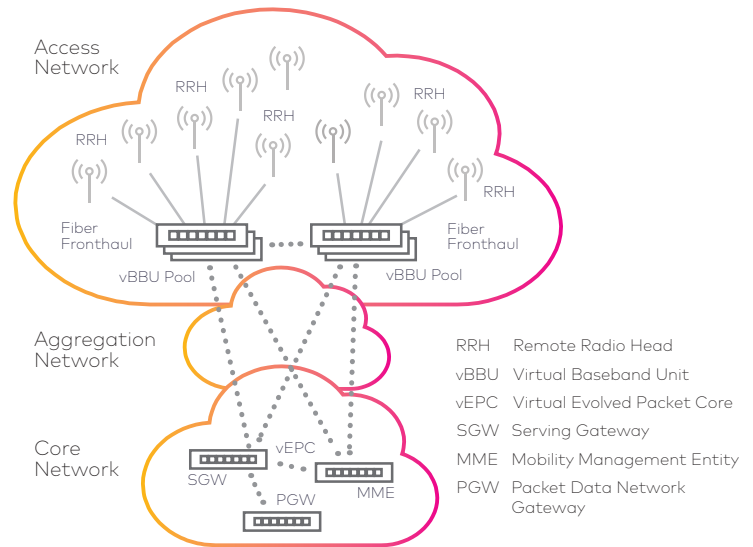 Access
Network
RRH
RRH
RRH
RRH
RRH
Fiber
Fronthaul
Fiber
Fronthaul
vBBU Pool
vBBU Pool
Aggregation
Network
RRH Remote Radio Head
vBBU Virtual Baseband Unit
vEPC Virtual Evolved Packet Core
SGW Serving Gateway
MME Mobility Management Entity
PGW Packet Data Network
Gateway
Core
Network
vEPC
SGW
PGW
MME